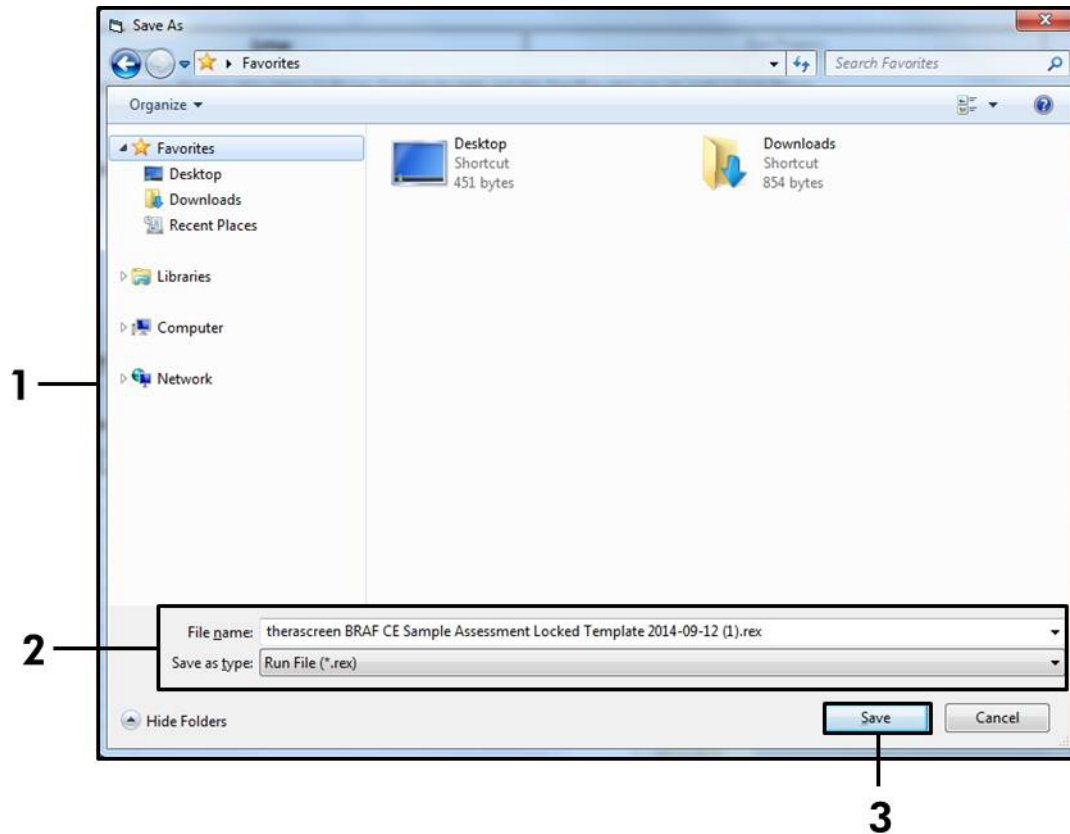 Save As
Favorites
Search Favorites
Organize
Favorites
Desktop
Downloads
Recent Places
Libraries
Computer
Network
Desktop
Shortcut
451 bytes
Downloads
Shortcut
854 bytes
1
2
File name: therascreen BRAF CE Sample Assessment Locked Template 2014-09-12 (1).rex
Save as type: Run File (*.rex)
Hide Folders
Save
Cancel
3